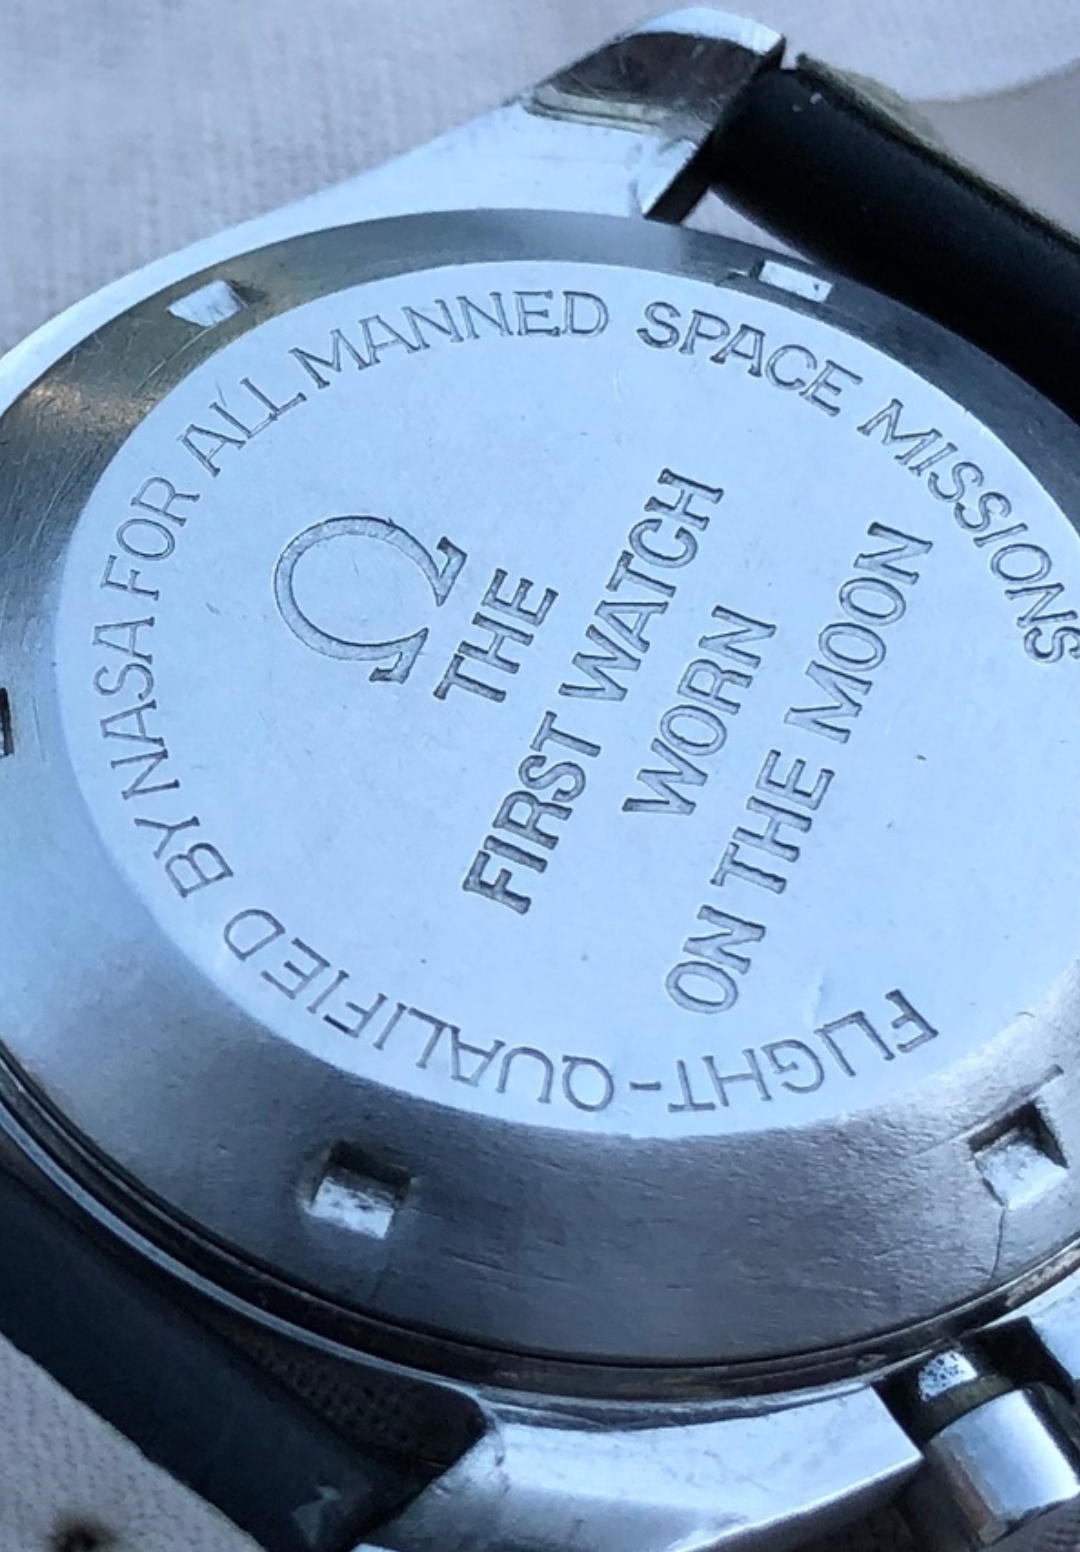 FLIGHT-QUALIFIED BY NASA FOR ALL MANNED SPACE MISSIONS
Ω
THE
FIRST WATCH
WORN
ON THE MOON